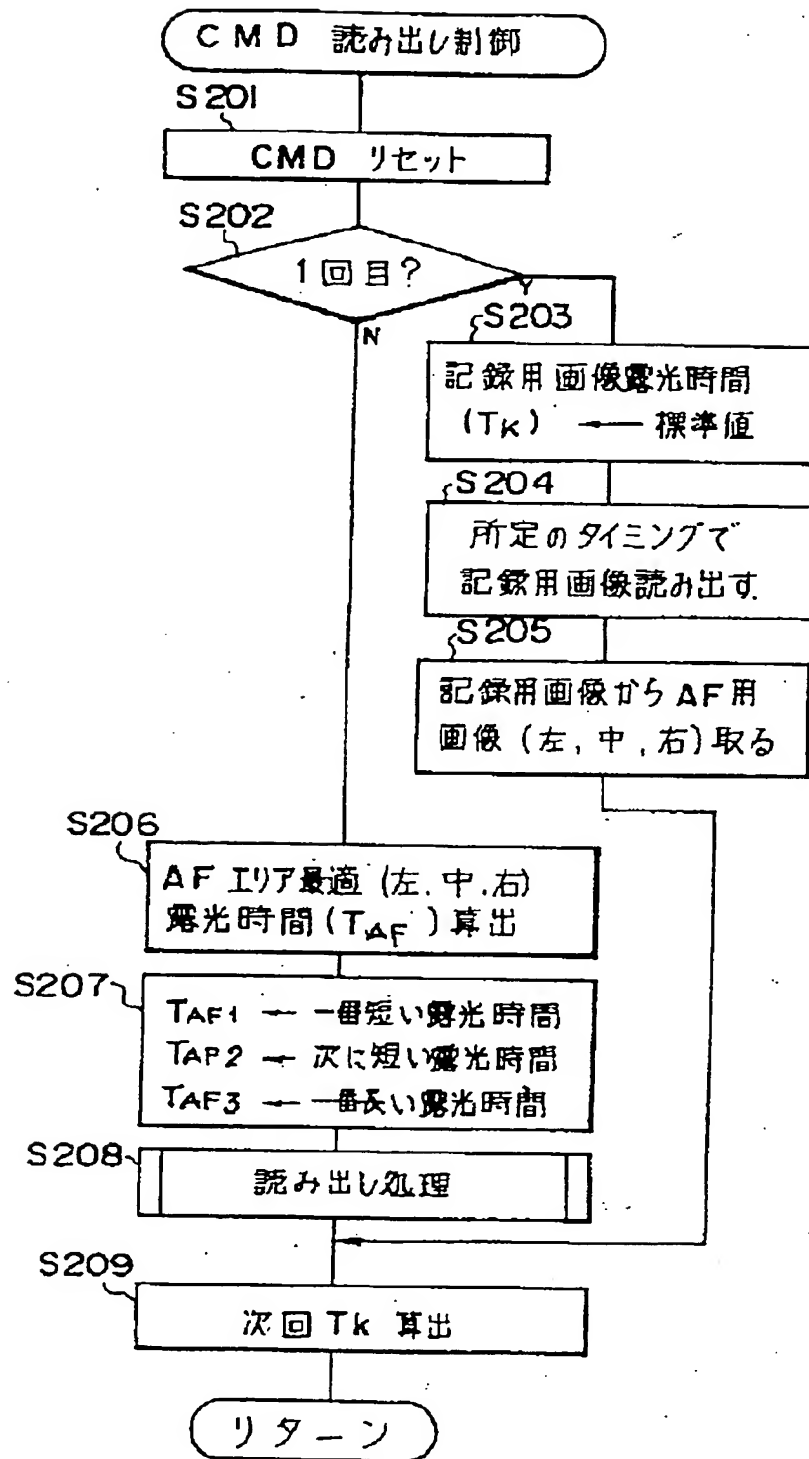 CMD 読み出し制御
S201
CMD リセット
S202
1回目?
Y
N
S203
記録用画像露光時間
(TK) ← 標準値
S204
所定のタイミングで
記録用画像読み出す.
S205
記録用画像からAF用
画像(左,中,右)取る
S206
AFエリア最適(左.中.右)
露光時間(TAF)算出
S207
TAF1 ← 一番短い露光時間
TAP2 ← 次に短い露光時間
TAF3 ← 一番長い露光時間
S208
読み出し処理
S209
次回 Tk 算出
リターン